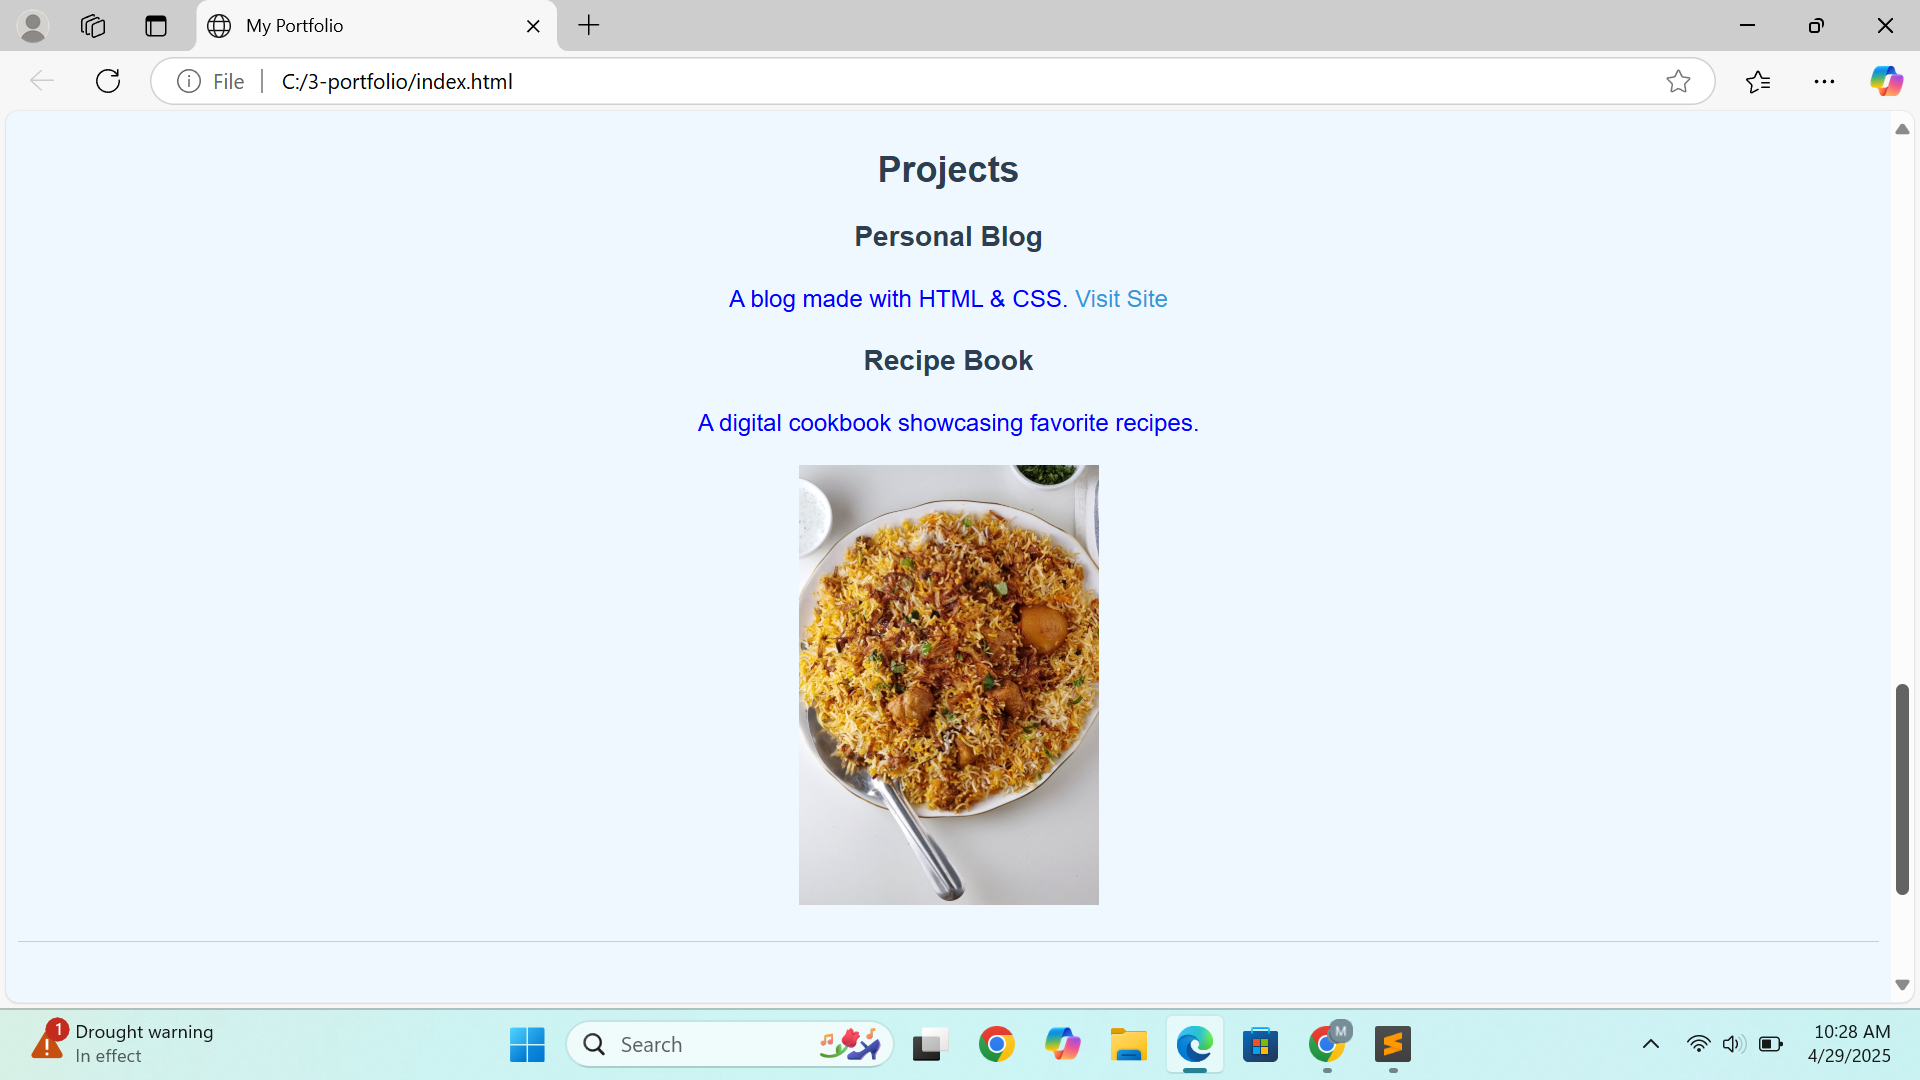 My Portfolio
File
C:/3-portfolio/index.html
Projects
Personal Blog
A blog made with HTML & CSS. Visit Site
Recipe Book
A digital cookbook showcasing favorite recipes.
1
Drought warning
In effect
Search
M
10:28 AM
4/29/2025